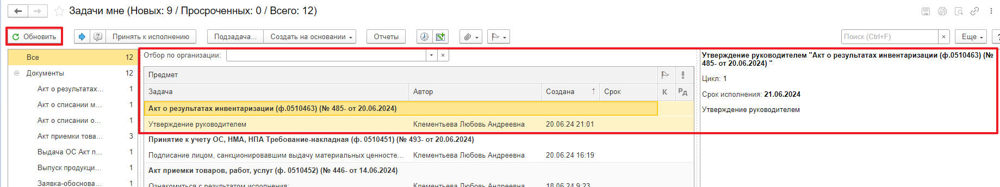 Задачи мне (Новых: 9 / Просроченных: 0 / Всего: 12)
Обновить
Принять к исполнению
Подзадача...
Создать на основании
Отчеты
Поиск (Ctrl+F)
×
Еще
?
Все 12
Документы 12
Акт о результатах... 1
Акт о списании м... 1
Акт о списании о... 1
Акт приемки това... 3
Выдача ОС Акт п... 1
Выпуск продукци... 1
Заявка-обоснова... 1
Отбор по организации:
×
Предмет
Задача Автор Создана ↑ Срок К Рд
Акт о результатах инвентаризации (ф.0510463) (№ 485- от 20.06.2024)
Утверждение руководителем Клементьева Любовь Андреевна 20.06.24 21:01
Принятие к учету ОС, НМА, НПА Требование-накладная (ф. 0510451) (№ 493- от 20.06.2024)
Подписание лицом, санкционировавшим выдачу материальных ценносте... Клементьева Любовь Андреевна 20.06.24 16:19
Акт приемки товаров, работ, услуг (ф. 0510452) (№ 446- от 14.06.2024)
Ознакомиться с результатом исполнения: Клементьева Любовь Андреевна 18.06.24 9:23
Утверждение руководителем "Акт о результатах инвентаризации (ф.0510463) (№
485- от 20.06.2024) "
Цикл: 1
Срок исполнения: 21.06.2024
Утверждение руководителем